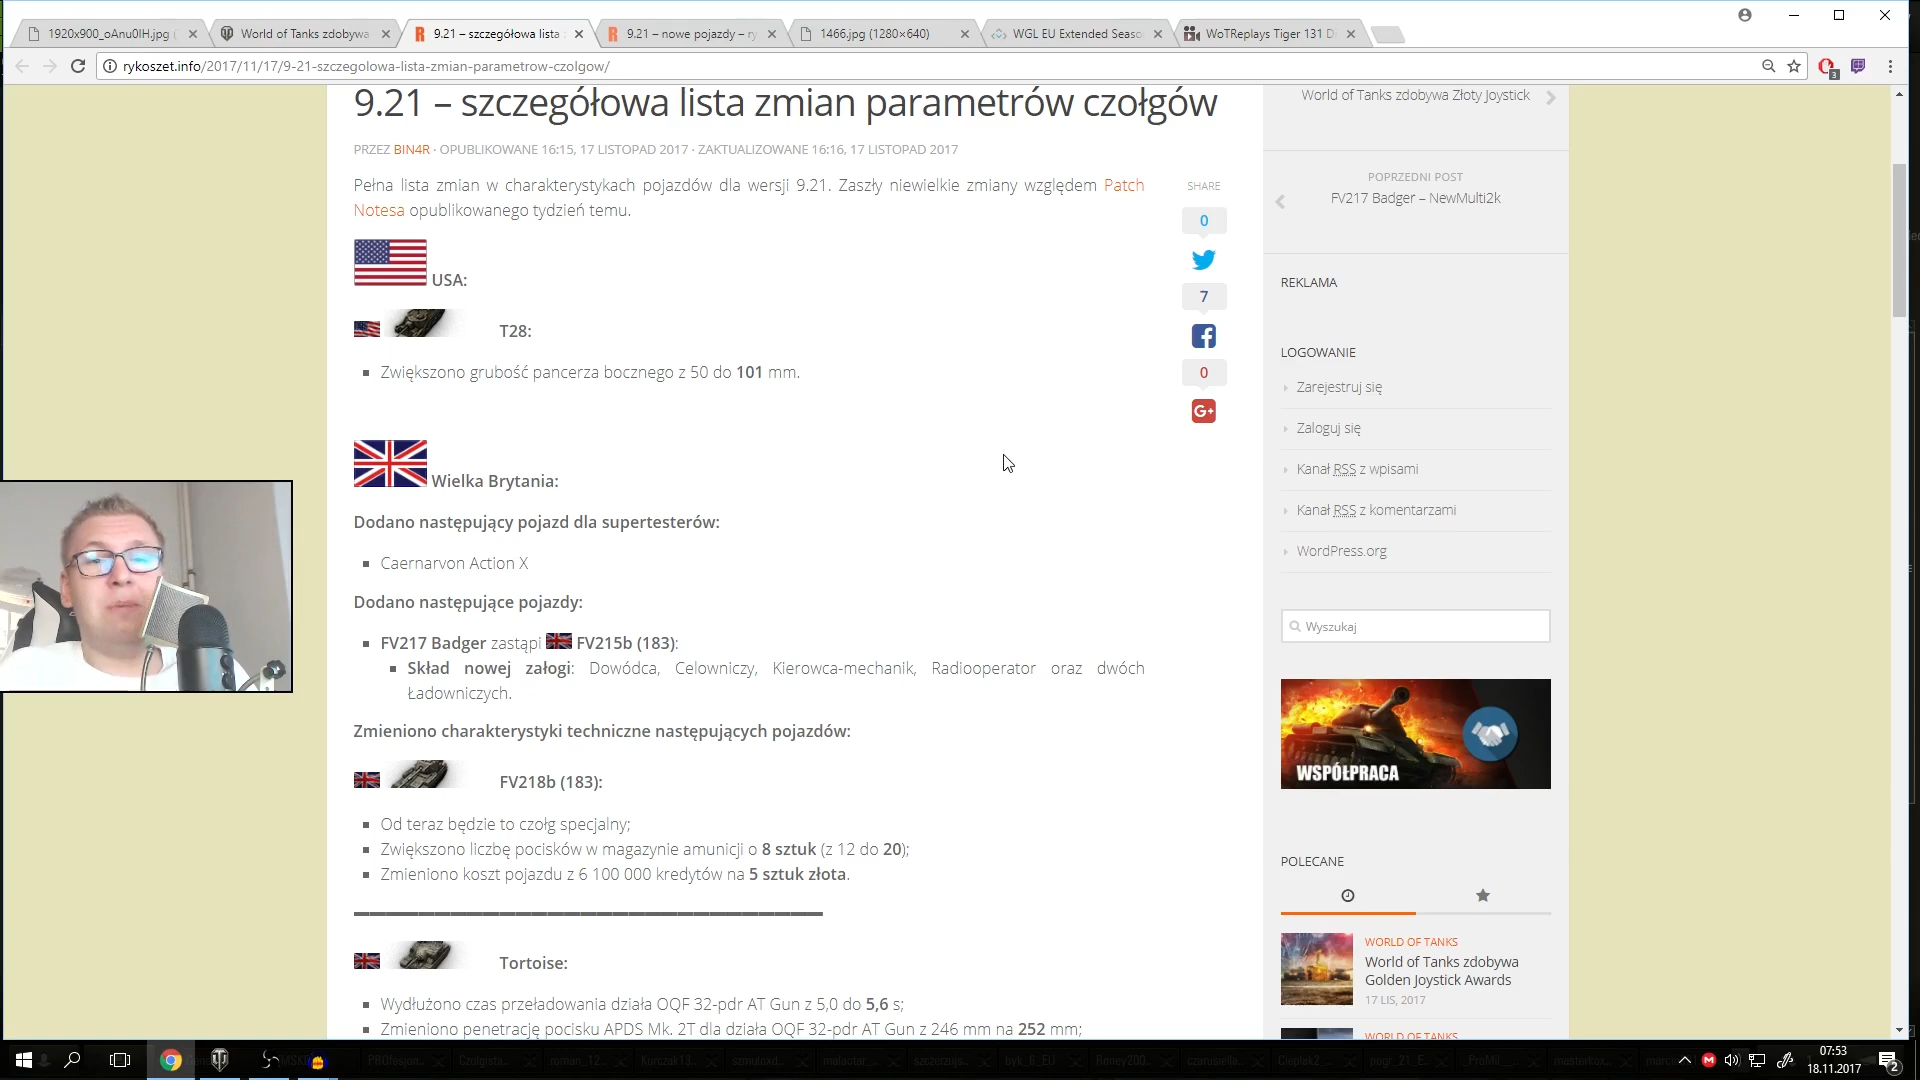 1920x900_oAnu0IH.jpg (
World of Tanks zdobywa
9.21 – szczegółowa lista
9.21 – nowe pojazdy – ry
1466.jpg (1280×640)
WGL EU Extended Seaso
WoTReplays Tiger 131 D
rykoszet.info/2017/11/17/9-21-szczegolowa-lista-zmian-parametrow-czolgow/
3
9.21 – szczegółowa lista zmian parametrów czołgów
PRZEZ BIN4R · OPUBLIKOWANE 16:15, 17 LISTOPAD 2017 · ZAKTUALIZOWANE 16:16, 17 LISTOPAD 2017
Pełna lista zmian w charakterystykach pojazdów dla wersji 9.21. Zaszły niewielkie zmiany względem Patch
Notesa opublikowanego tydzień temu.
USA:
T28:
Zwiększono grubość pancerza bocznego z 50 do 101 mm.
Wielka Brytania:
Dodano następujący pojazd dla supertesterów:
Caernarvon Action X
Dodano następujące pojazdy:
FV217 Badger zastąpi FV215b (183):
Skład nowej załogi: Dowódca, Celowniczy, Kierowca-mechanik, Radiooperator oraz dwóch
Ładowniczych.
Zmieniono charakterystyki techniczne następujących pojazdów:
FV218b (183):
Od teraz będzie to czołg specjalny;
Zwiększono liczbę pocisków w magazynie amunicji o 8 sztuk (z 12 do 20);
Zmieniono koszt pojazdu z 6 100 000 kredytów na 5 sztuk złota.
Tortoise:
Wydłużono czas przeładowania działa OQF 32-pdr AT Gun z 5,0 do 5,6 s;
Zmieniono penetrację pocisku APDS Mk. 2T dla działa OQF 32-pdr AT Gun z 246 mm na 252 mm;
SHARE
0
7
0
G+
World of Tanks zdobywa Złoty Joystick
POPRZEDNI POST
FV217 Badger – NewMulti2k
REKLAMA
LOGOWANIE
Zarejestruj się
Zaloguj się
Kanał RSS z wpisami
Kanał RSS z komentarzami
WordPress.org
Wyszukaj
WSPÓŁPRACA
POLECANE
WORLD OF TANKS
World of Tanks zdobywa
Golden Joystick Awards
17 LIS, 2017
WORLD OF TANKS
07:53
18.11.2017
2